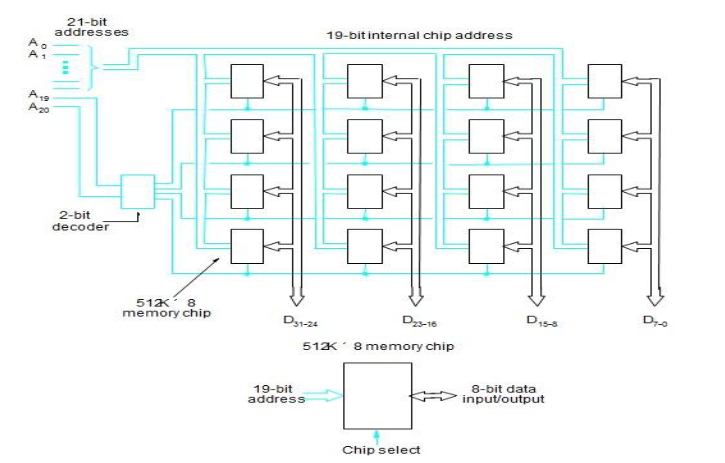 21-bit
addresses
19-bit internal chip address
A0
A1
A19
A20
2-bit
decoder
512K ´ 8
memory chip
D31-24
D23-16
D15-8
D7-0
512K ´ 8 memory chip
19-bit
address
8-bit data
input/output
Chip select